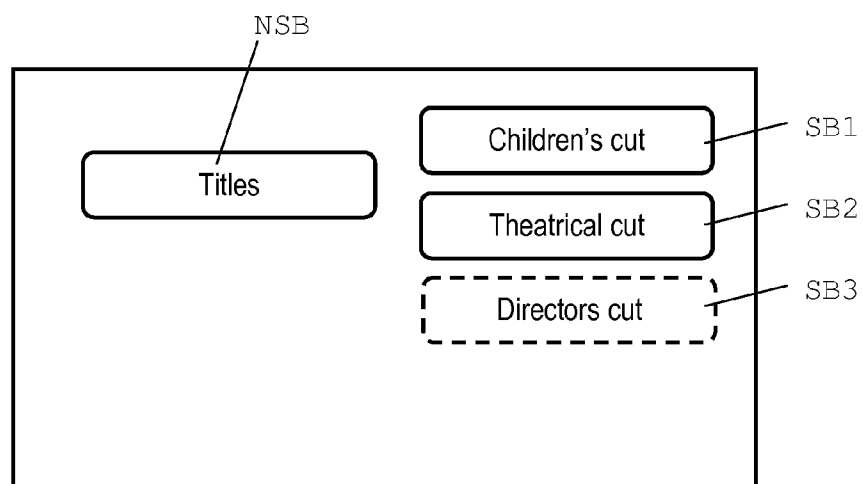 NSB
Children's cut
SB1
Titles
Theatrical cut
SB2
Directors cut
SB3